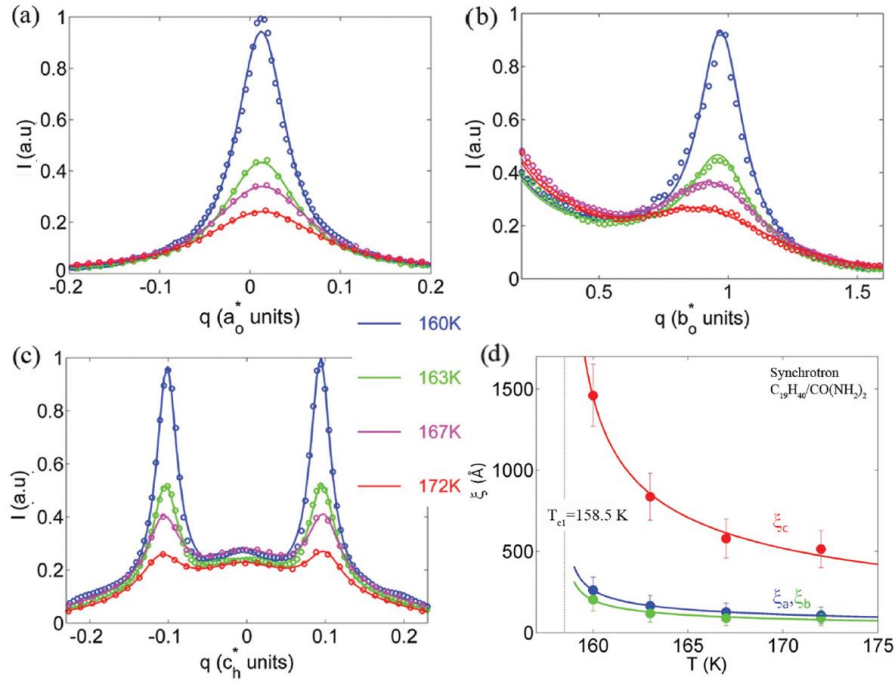 (a)
1
0.8
0.6
0.4
0.2
0
I (a.u)
-0.2 -0.1 0 0.1 0.2
q (a*o units)
(b)
1
0.8
0.6
0.4
0.2
0
I (a.u)
0.5 1 1.5
q (b*o units)
160K
163K
167K
172K
(c)
1
0.8
0.6
0.4
0.2
0
I (a.u)
-0.2 -0.1 0 0.1 0.2
q (c*h units)
(d)
1500
1000
500
0
ξ (Å)
Synchrotron
C19H40/CO(NH2)2
Tc1=158.5 K
ξc
ξa,ξb
160 165 170 175
T (K)